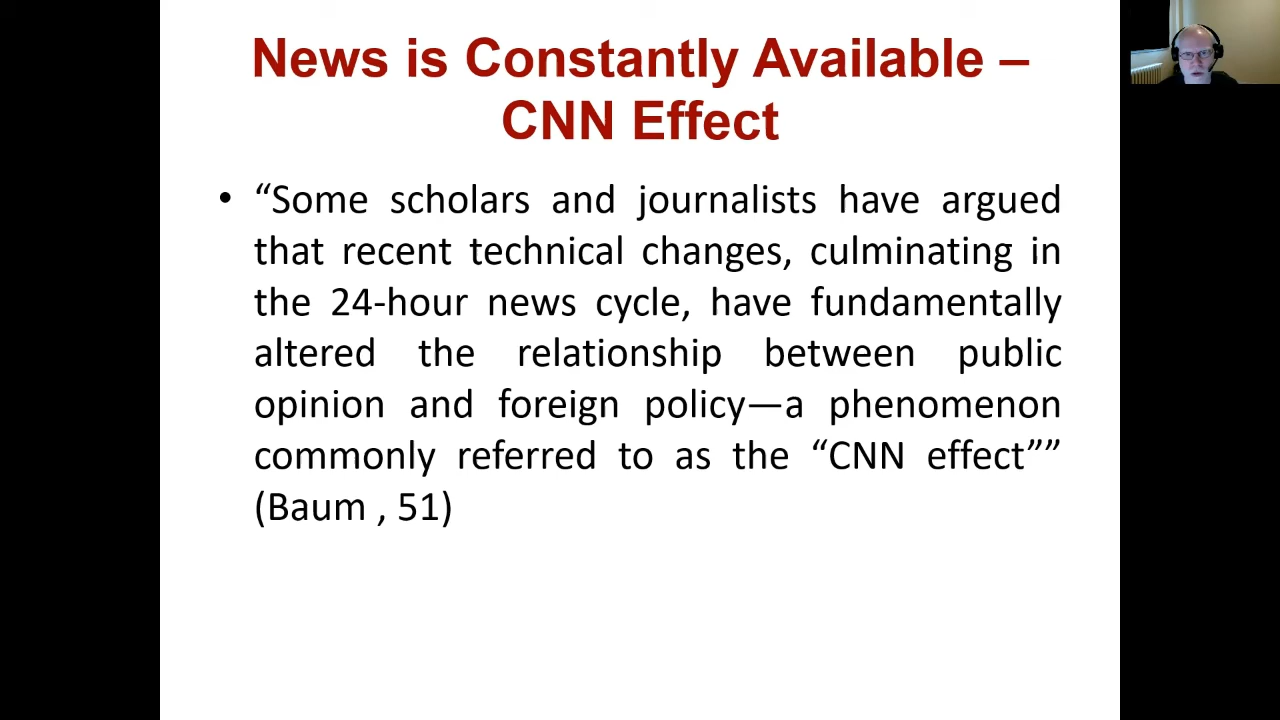 News is Constantly Available –
CNN Effect
• “Some scholars and journalists have argued
that recent technical changes, culminating in
the 24-hour news cycle, have fundamentally
altered the relationship between public
opinion and foreign policy—a phenomenon
commonly referred to as the “CNN effect””
(Baum , 51)